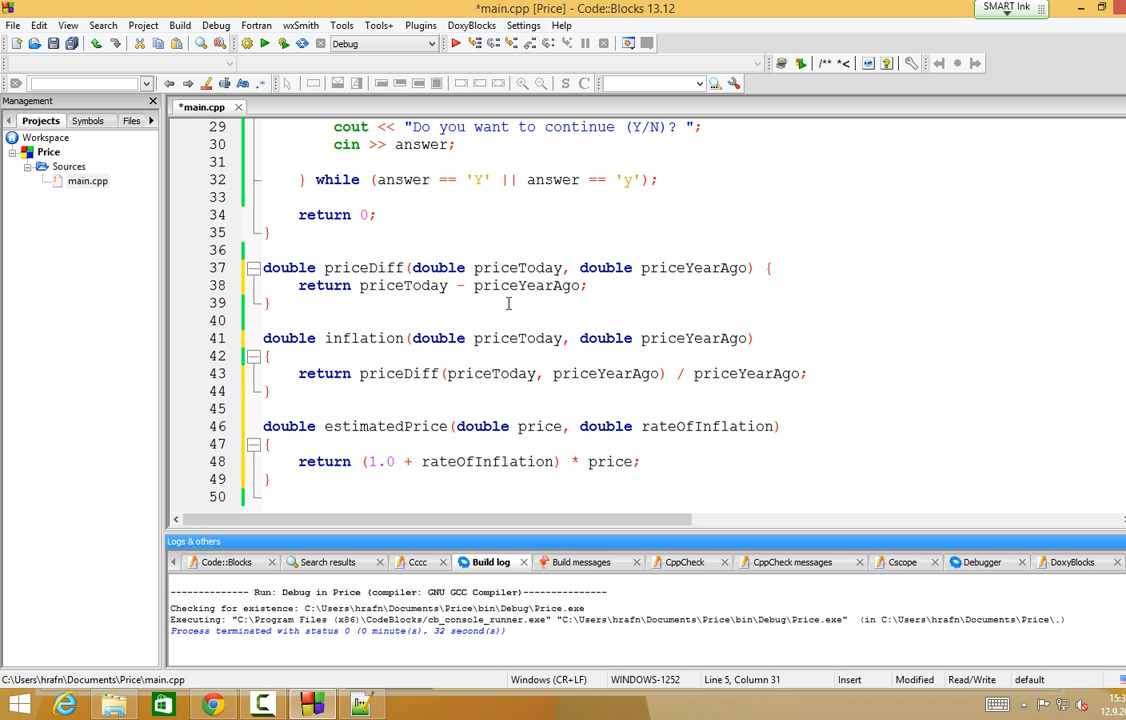 *main.cpp [Price] - Code::Blocks 13.12
SMART Ink
File Edit View Search Project Build Debug Fortran wxSmith Tools Tools+ Plugins DoxyBlocks Settings Help
Debug
/** *<
S C
Management
*main.cpp
Projects Symbols Files
Workspace
Price
Sources
main.cpp
29 cout << "Do you want to continue (Y/N)? ";
30 cin >> answer;
31
32 } while (answer == 'Y' || answer == 'y');
33
34 return 0;
35 }
36
37 double priceDiff(double priceToday, double priceYearAgo) {
38 return priceToday - priceYearAgo;
39 }
40
41 double inflation(double priceToday, double priceYearAgo)
42 {
43 return priceDiff(priceToday, priceYearAgo) / priceYearAgo;
44 }
45
46 double estimatedPrice(double price, double rateOfInflation)
47 {
48 return (1.0 + rateOfInflation) * price;
49 }
50
Logs & others
Code::Blocks Search results Cccc Build log Build messages CppCheck CppCheck messages Cscope Debugger DoxyBlocks
-------------- Run: Debug in Price (compiler: GNU GCC Compiler)---------------
Checking for existence: C:\Users\hrafn\Documents\Price\bin\Debug\Price.exe
Executing: "C:\Program Files (x86)\CodeBlocks/cb_console_runner.exe" "C:\Users\hrafn\Documents\Price\bin\Debug\Price.exe" (in C:\Users\hrafn\Documents\Price\.)
Process terminated with status 0 (0 minute(s), 32 second(s))
C:\Users\hrafn\Documents\Price\main.cpp Windows (CR+LF) WINDOWS-1252 Line 5, Column 31 Insert Modified Read/Write default